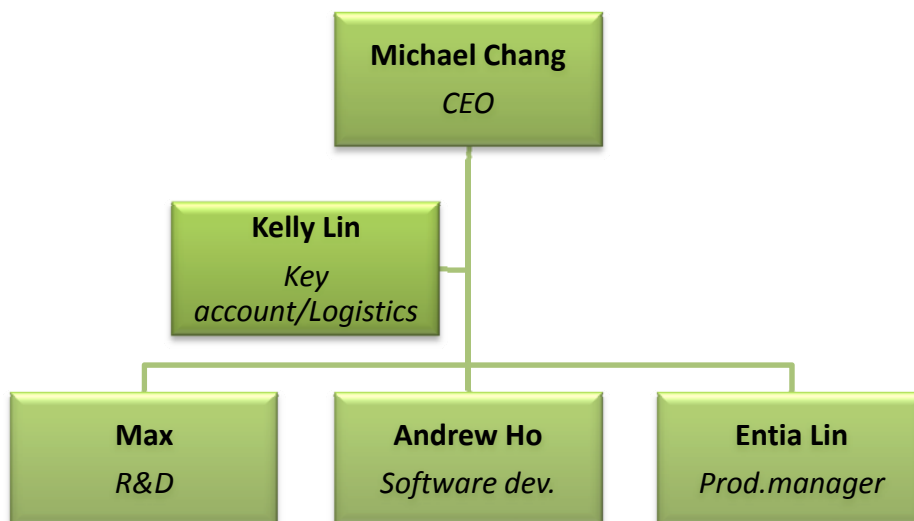 Michael Chang
CEO
Kelly Lin
Key
account/Logistics
Max
R&D
Andrew Ho
Software dev.
Entia Lin
Prod.manager